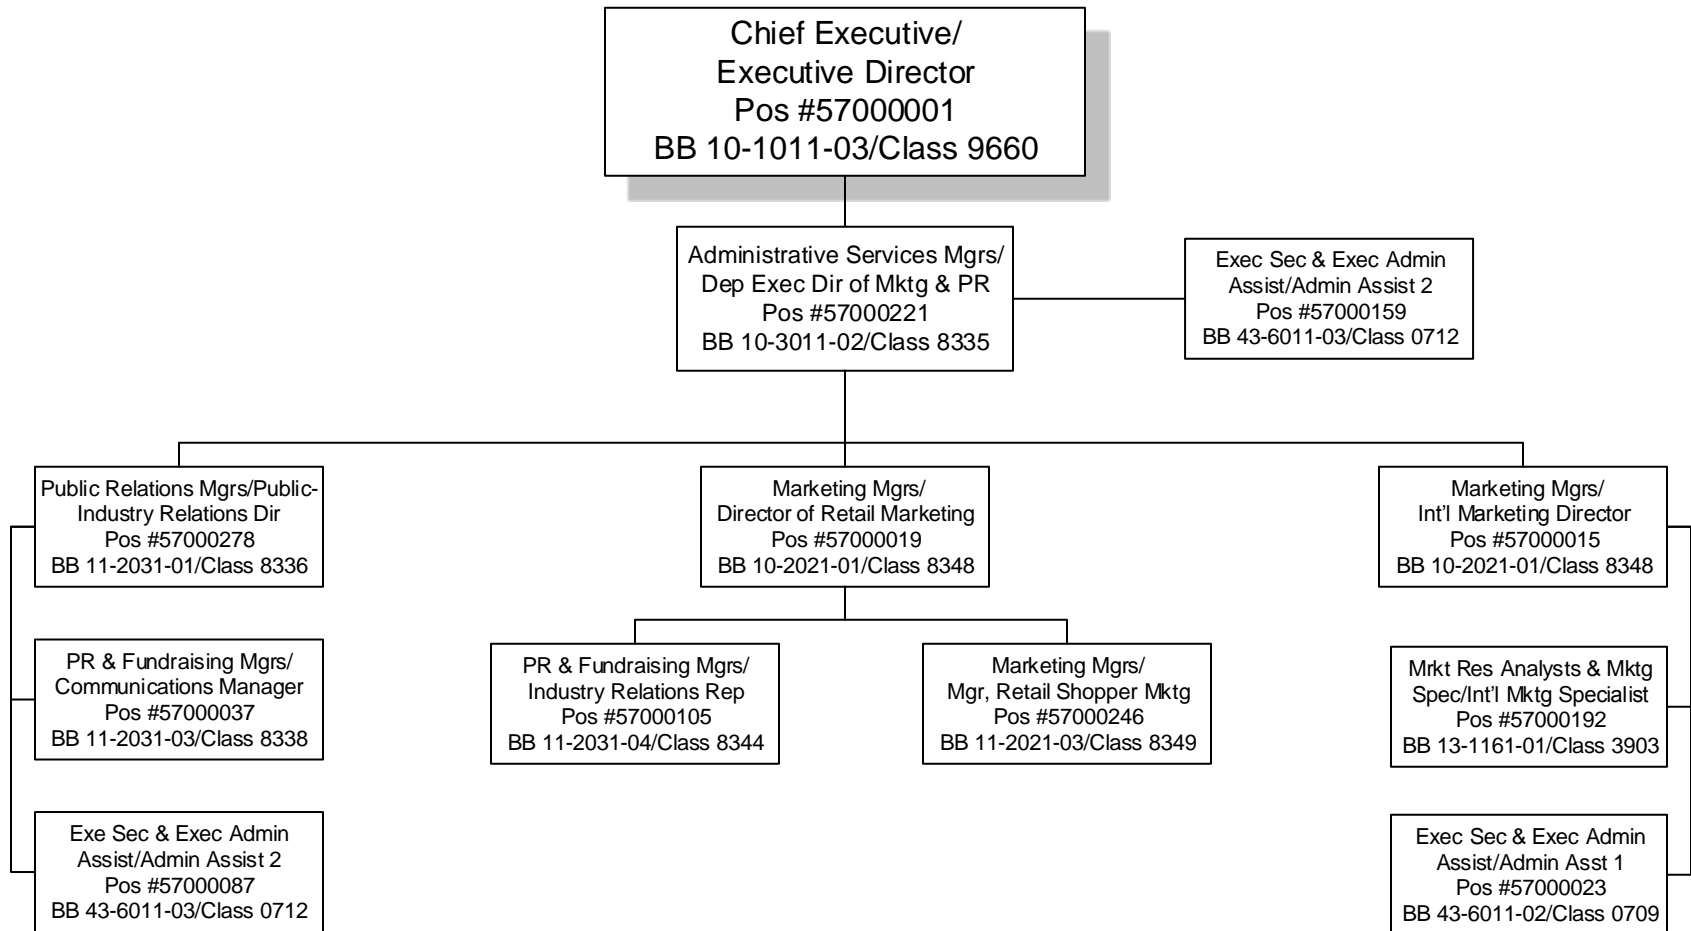 Chief Executive/
Executive Director
Pos #57000001
BB 10-1011-03/Class 9660
Administrative Services Mgrs/
Dep Exec Dir of Mktg & PR
Pos #57000221
BB 10-3011-02/Class 8335
Exec Sec & Exec Admin
Assist/Admin Assist 2
Pos #57000159
BB 43-6011-03/Class 0712
Public Relations Mgrs/Public-
Industry Relations Dir
Pos #57000278
BB 11-2031-01/Class 8336
Marketing Mgrs/
Director of Retail Marketing
Pos #57000019
BB 10-2021-01/Class 8348
Marketing Mgrs/
Int'l Marketing Director
Pos #57000015
BB 10-2021-01/Class 8348
PR & Fundraising Mgrs/
Communications Manager
Pos #57000037
BB 11-2031-03/Class 8338
PR & Fundraising Mgrs/
Industry Relations Rep
Pos #57000105
BB 11-2031-04/Class 8344
Marketing Mgrs/
Mgr, Retail Shopper Mktg
Pos #57000246
BB 11-2021-03/Class 8349
Mrkt Res Analysts & Mktg
Spec/Int'l Mktg Specialist
Pos #57000192
BB 13-1161-01/Class 3903
Exe Sec & Exec Admin
Assist/Admin Assist 2
Pos #57000087
BB 43-6011-03/Class 0712
Exec Sec & Exec Admin
Assist/Admin Asst 1
Pos #57000023
BB 43-6011-02/Class 0709